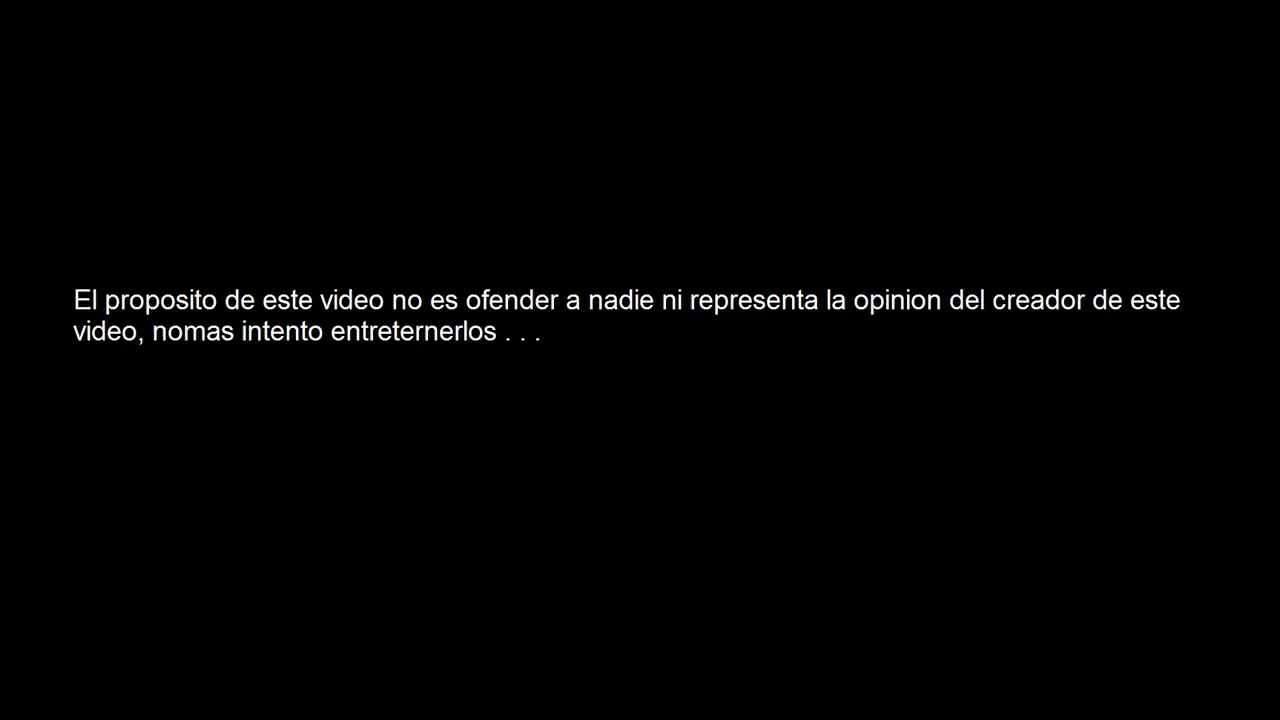 El proposito de este video no es ofender a nadie ni representa la opinion del creador de este
video, nomas intento entreternerlos . . .